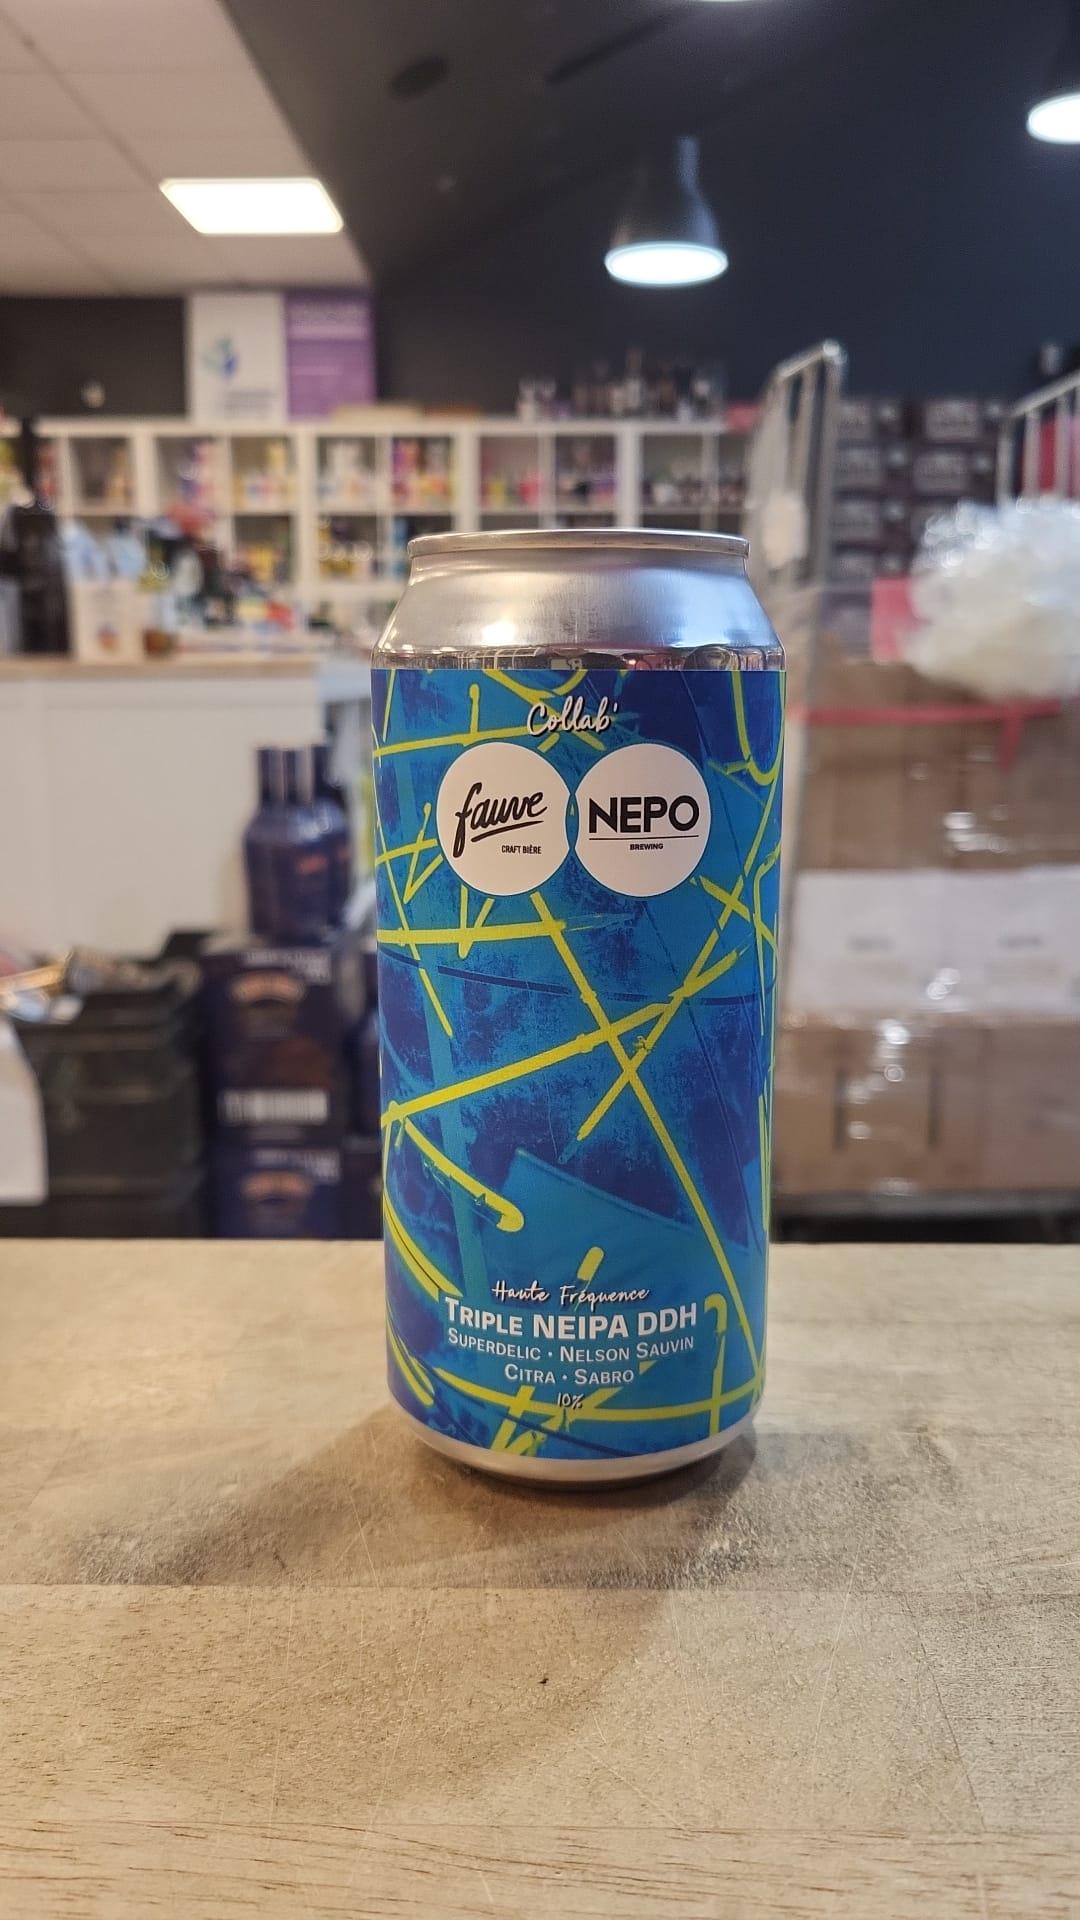 Collab'
fauve
CRAFT BIÈRE
NEPO
BREWING
Haute Fréquence
TRIPLE NEIPA DDH
SUPERDELIC • NELSON SAUVIN
CITRA • SABRO
10%